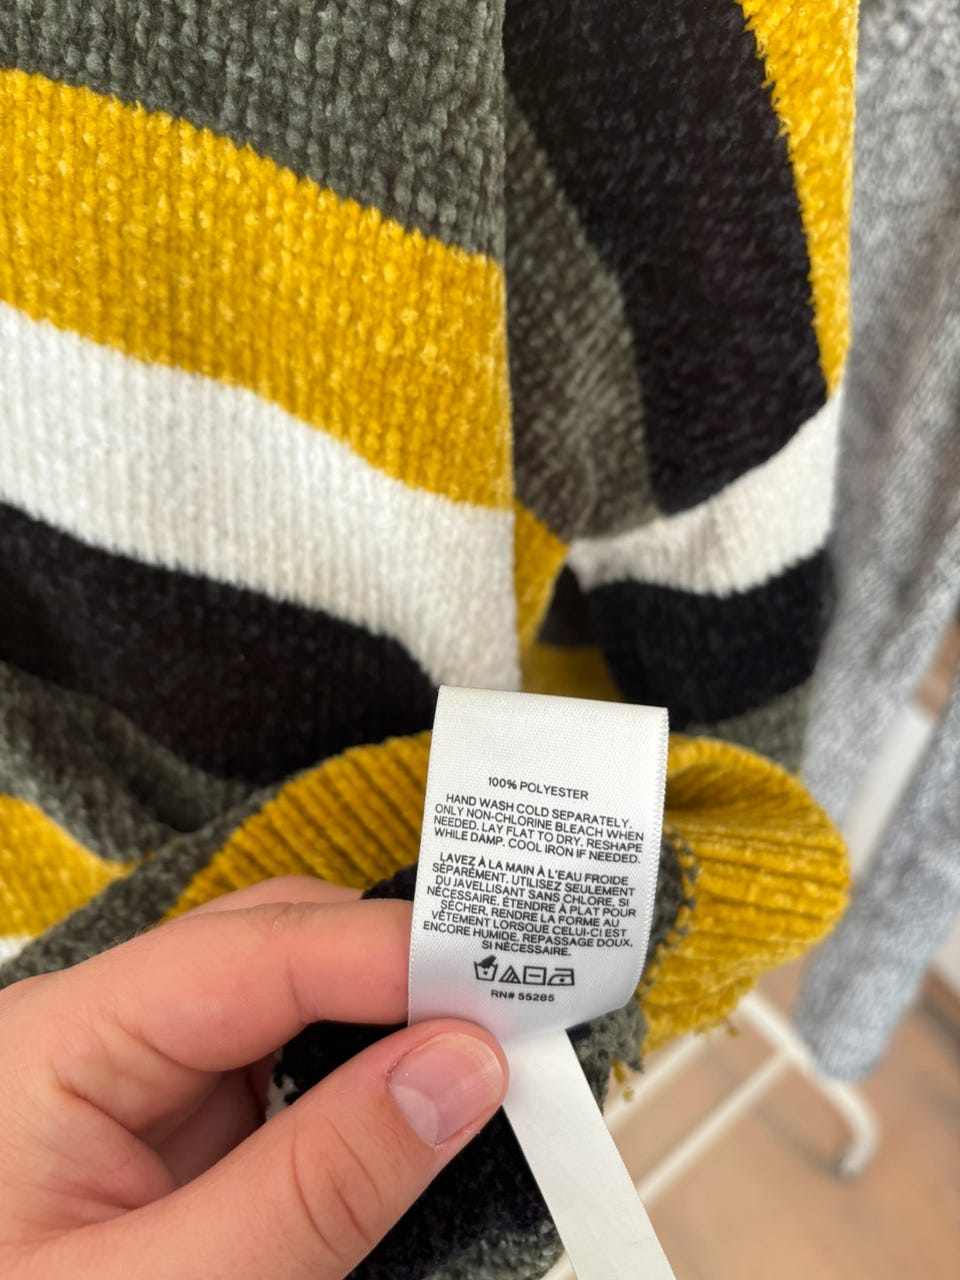 100% POLYESTER
HAND WASH COLD SEPARATELY.
ONLY NON-CHLORINE BLEACH WHEN
NEEDED. LAY FLAT TO DRY. RESHAPE
WHILE DAMP. COOL IRON IF NEEDED.
LAVEZ À LA MAIN À L'EAU FROIDE
SÉPARÉMENT. UTILISEZ SEULEMENT
DU JAVELLISANT SANS CHLORE, SI
NÉCESSAIRE. ÉTENDRE À PLAT POUR
SÉCHER. RENDRE LA FORME AU
VÊTEMENT LORSQUE CELUI-CI EST
ENCORE HUMIDE. REPASSAGE DOUX,
SI NÉCESSAIRE.
RN# 55285